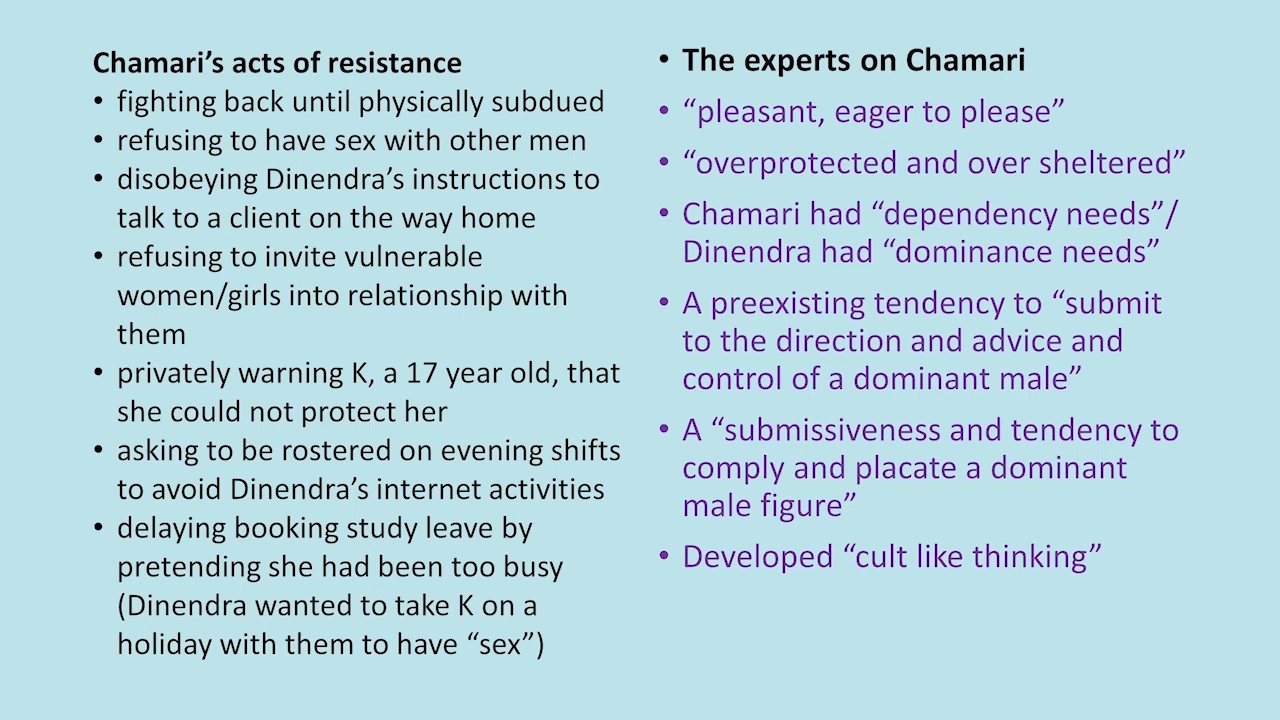 Chamari’s acts of resistance
• fighting back until physically subdued
• refusing to have sex with other men
• disobeying Dinendra’s instructions to
talk to a client on the way home
• refusing to invite vulnerable
women/girls into relationship with
them
• privately warning K, a 17 year old, that
she could not protect her
• asking to be rostered on evening shifts
to avoid Dinendra’s internet activities
• delaying booking study leave by
pretending she had been too busy
(Dinendra wanted to take K on a
holiday with them to have “sex”)
• The experts on Chamari
• “pleasant, eager to please”
• “overprotected and over sheltered”
• Chamari had “dependency needs”/
Dinendra had “dominance needs”
• A preexisting tendency to “submit
to the direction and advice and
control of a dominant male”
• A “submissiveness and tendency to
comply and placate a dominant
male figure”
• Developed “cult like thinking”